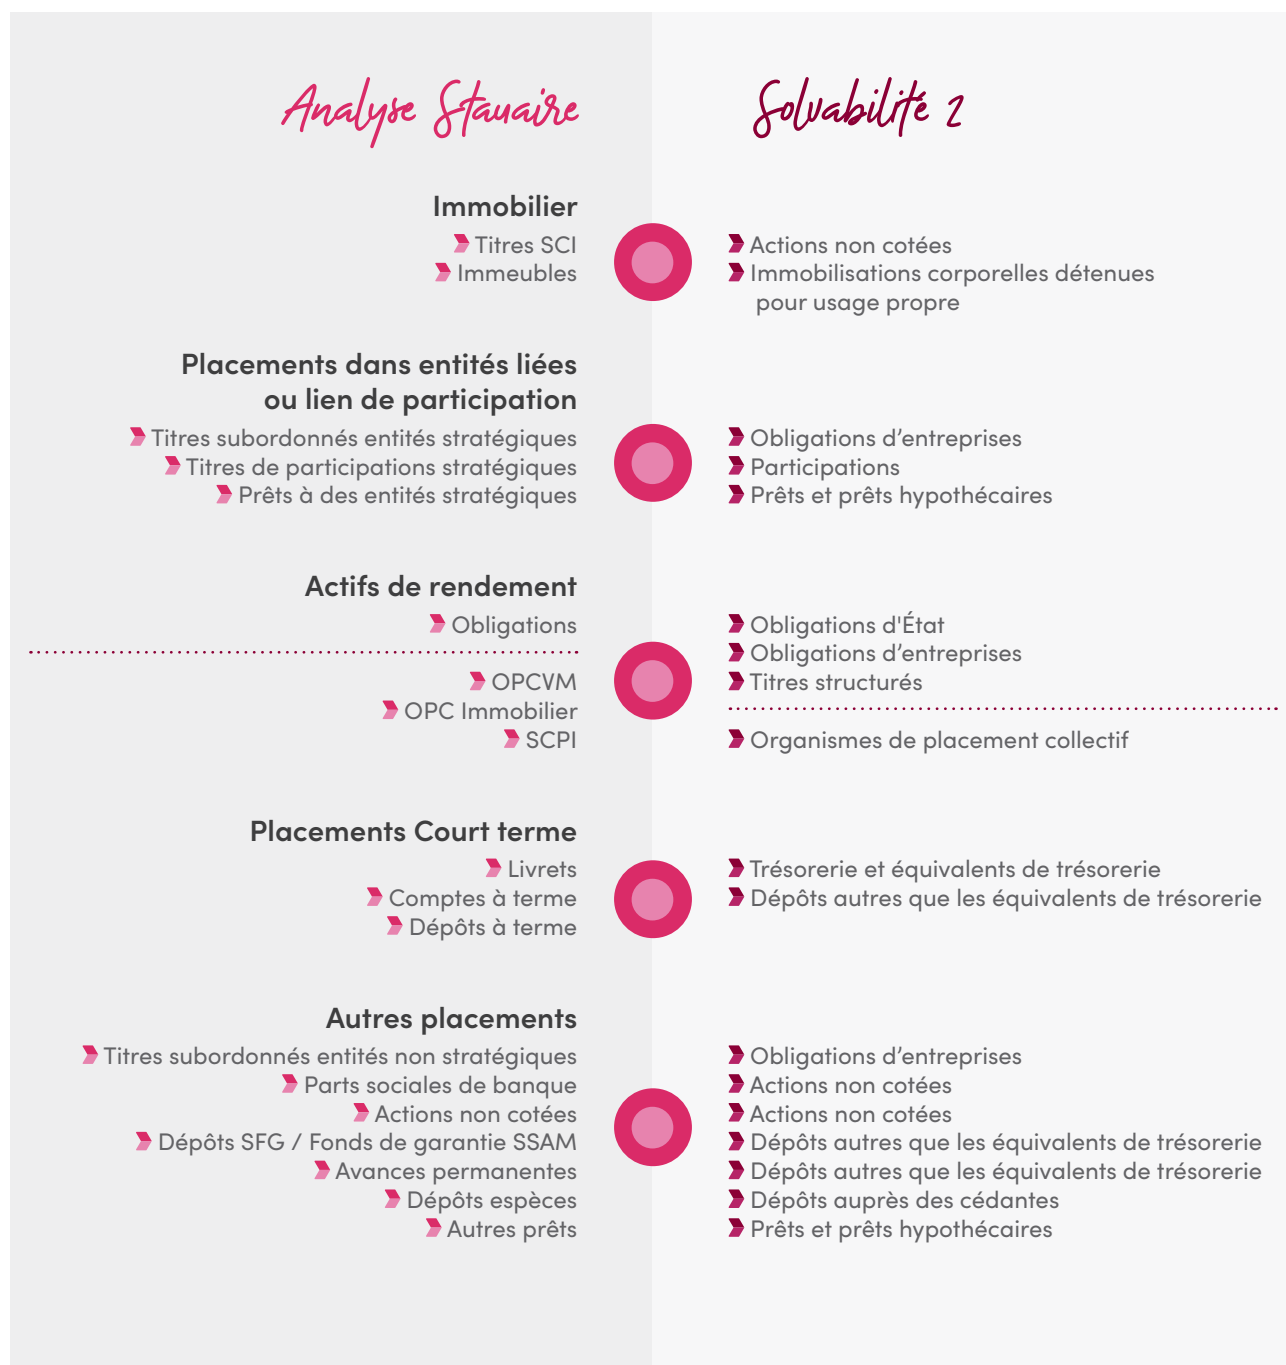 Analyse Stauaire
Solvabilité 2
Immobilier
Titres SCI
Immeubles
Actions non cotées
Immobilisations corporelles détenues
pour usage propre
Placements dans entités liées
ou lien de participation
Titres subordonnés entités stratégiques
Titres de participations stratégiques
Prêts à des entités stratégiques
Obligations d’entreprises
Participations
Prêts et prêts hypothécaires
Actifs de rendement
Obligations
OPCVM
OPC Immobilier
SCPI
Obligations d'État
Obligations d’entreprises
Titres structurés
Organismes de placement collectif
Placements Court terme
Livrets
Comptes à terme
Dépôts à terme
Trésorerie et équivalents de trésorerie
Dépôts autres que les équivalents de trésorerie
Autres placements
Titres subordonnés entités non stratégiques
Parts sociales de banque
Actions non cotées
Dépôts SFG / Fonds de garantie SSAM
Avances permanentes
Dépôts espèces
Autres prêts
Obligations d’entreprises
Actions non cotées
Actions non cotées
Dépôts autres que les équivalents de trésorerie
Dépôts autres que les équivalents de trésorerie
Dépôts auprès des cédantes
Prêts et prêts hypothécaires